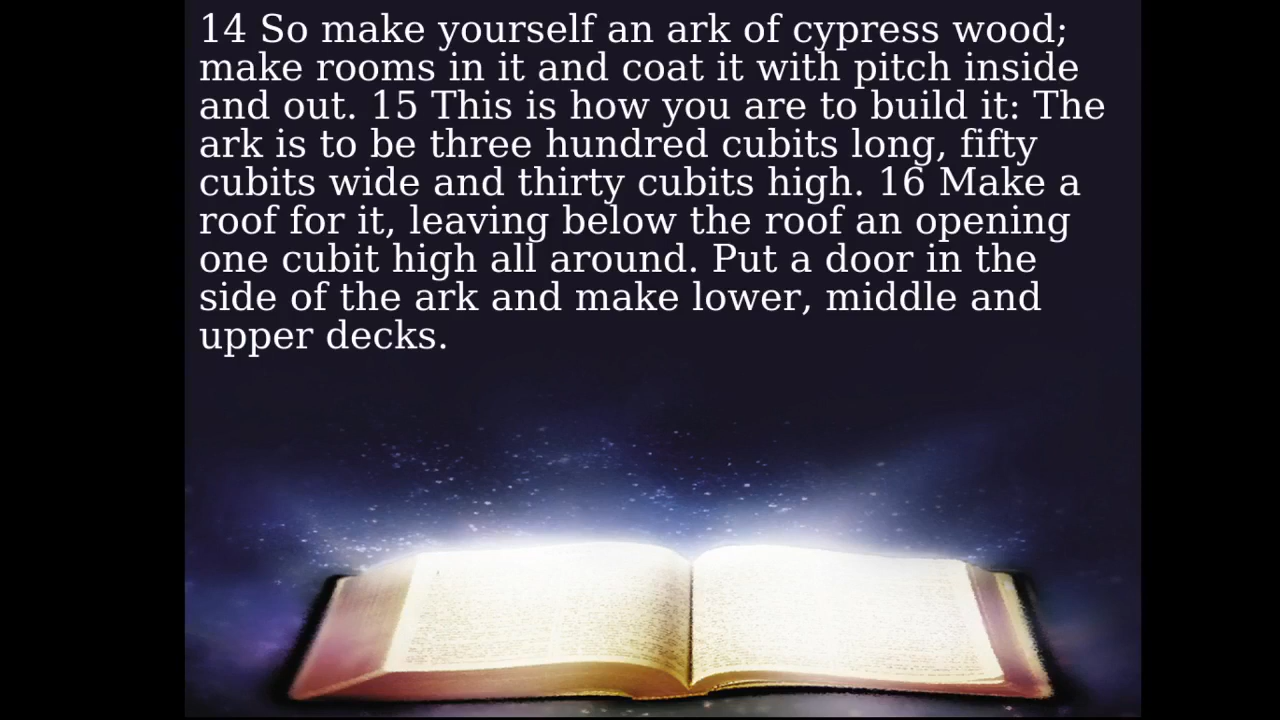 14 So make yourself an ark of cypress wood;
make rooms in it and coat it with pitch inside
and out. 15 This is how you are to build it: The
ark is to be three hundred cubits long, fifty
cubits wide and thirty cubits high. 16 Make a
roof for it, leaving below the roof an opening
one cubit high all around. Put a door in the
side of the ark and make lower, middle and
upper decks.